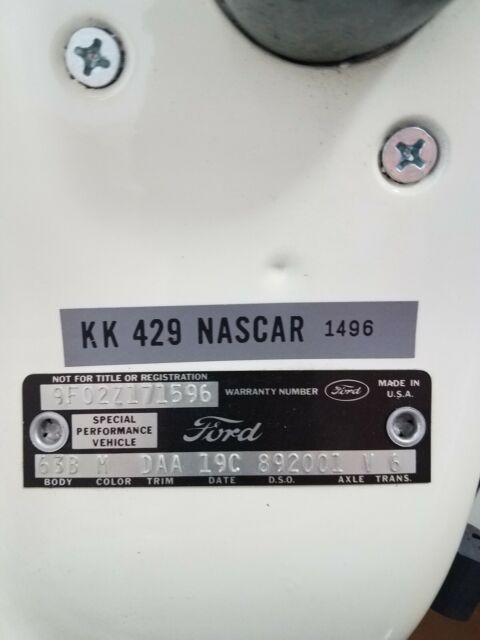 KK 429 NASCAR 1496
NOT FOR TITLE OR REGISTRATION
9F02Z171596 WARRANTY NUMBER Ford MADE IN U.S.A.
SPECIAL PERFORMANCE VEHICLE
Ford
63B M DAA 19C 892001 V 6
BODY COLOR TRIM DATE D.S.O. AXLE TRANS.